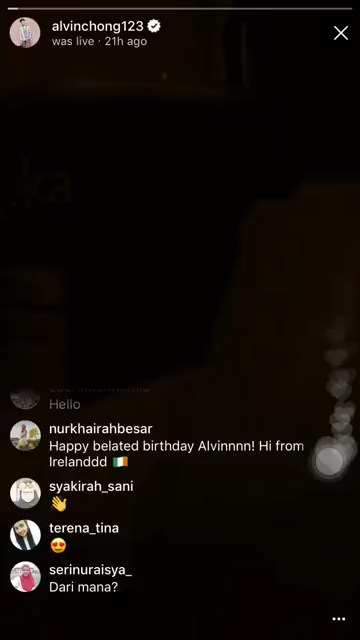 alvinchong123
was live · 21h ago
Hello
nurkhairahbesar
Happy belated birthday Alvinnnn! Hi from
Irelanddd 🇮🇪
syakirah_sani
👋
terena_tina
😍
serinuraisya_
Dari mana?